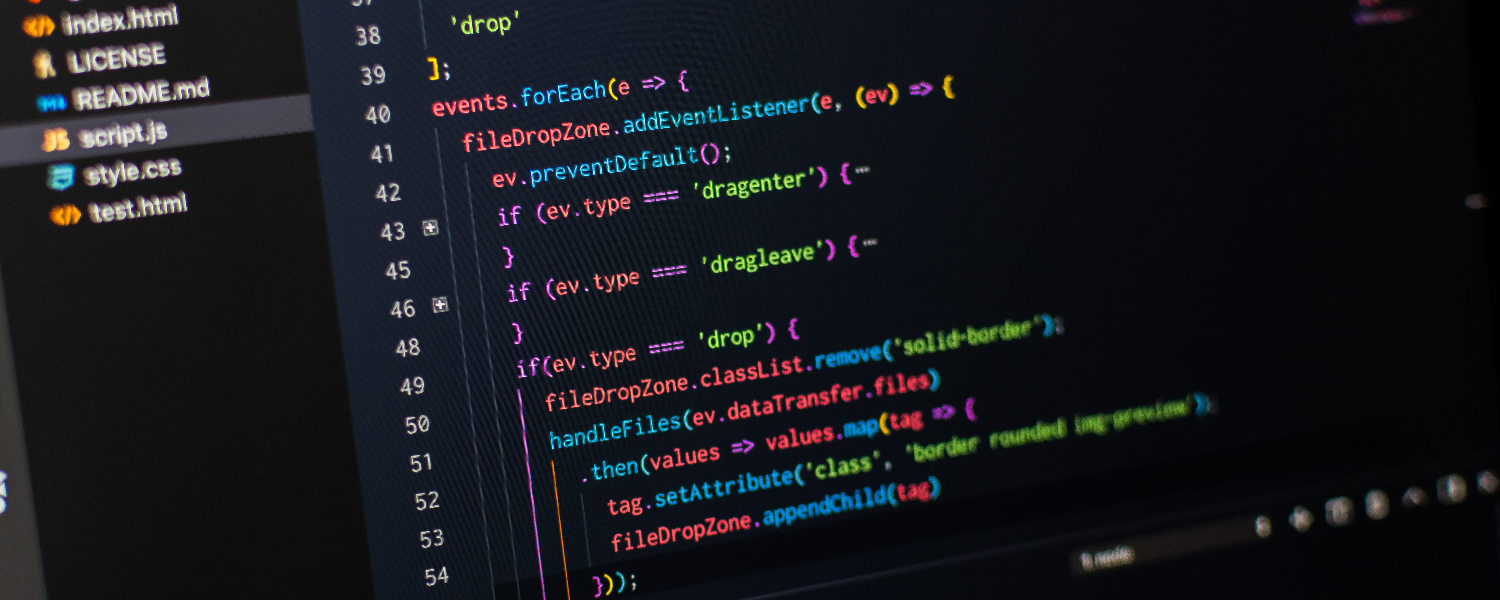 index.html
LICENSE
README.md
JS script.js
style.css
test.html
38 'drop'
39 ];
40 events.forEach(e => {
41 fileDropZone.addEventListener(e, (ev) => {
42 ev.preventDefault();
43 if (ev.type === 'dragenter') {…
45 }
46 if (ev.type === 'dragleave') {…
48 }
49 if(ev.type === 'drop') {
50 fileDropZone.classList.remove('solid-border');
51 handleFiles(ev.dataTransfer.files)
52 .then(values => values.map(tag => {
53 tag.setAttribute('class', 'border rounded img-preview');
54 fileDropZone.appendChild(tag)
}));